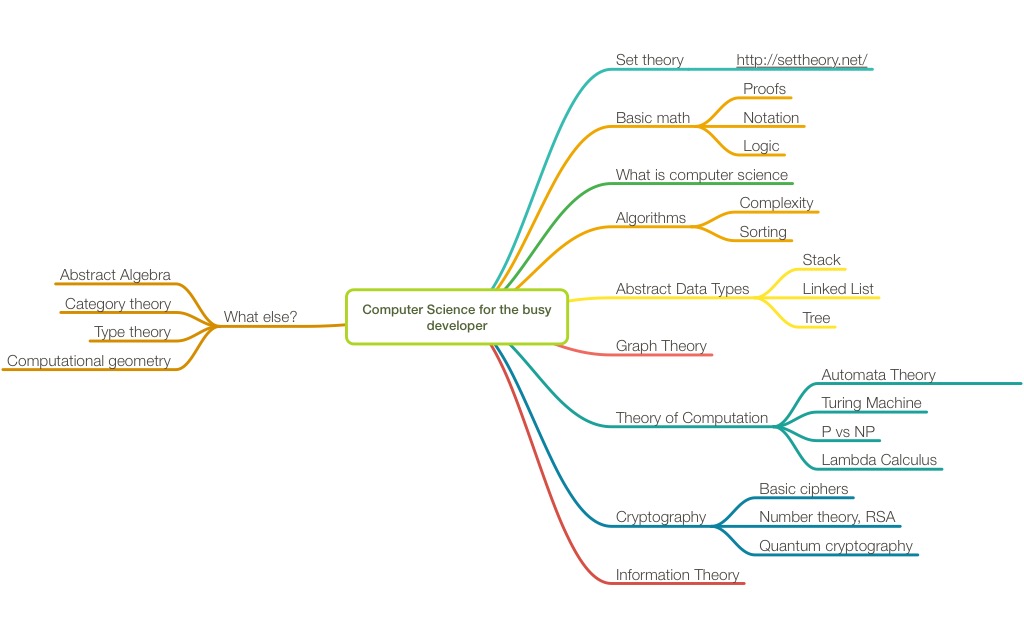 Computer Science for the busy
developer
Set theory
http://settheory.net/
Basic math
Proofs
Notation
Logic
What is computer science
Algorithms
Complexity
Sorting
Abstract Data Types
Stack
Linked List
Tree
Graph Theory
Theory of Computation
Automata Theory
Turing Machine
P vs NP
Lambda Calculus
Cryptography
Basic ciphers
Number theory, RSA
Quantum cryptography
Information Theory
What else?
Abstract Algebra
Category theory
Type theory
Computational geometry